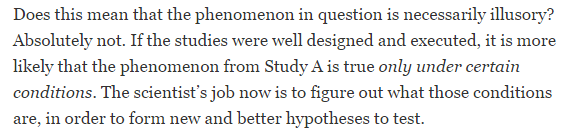 Does this mean that the phenomenon in question is necessarily illusory?
Absolutely not. If the studies were well designed and executed, it is more
likely that the phenomenon from Study A is true only under certain
conditions. The scientist’s job now is to figure out what those conditions
are, in order to form new and better hypotheses to test.